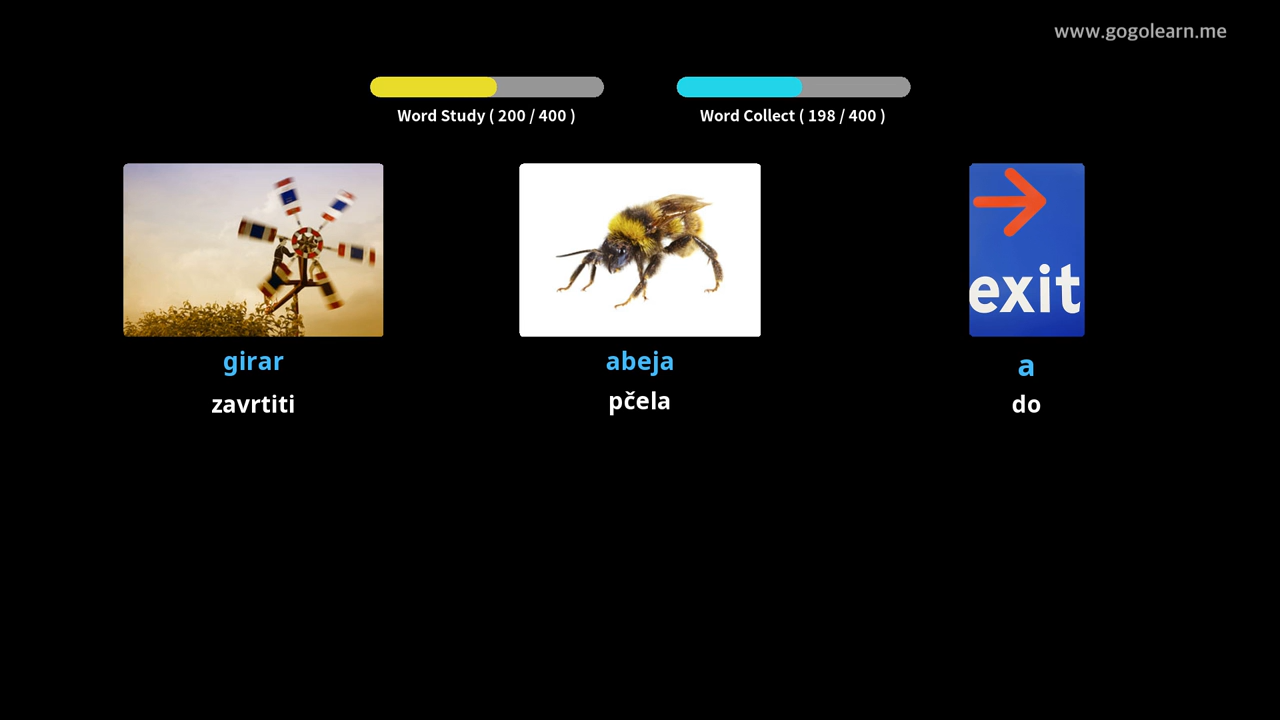 www.gogolearn.me
Word Study ( 200 / 400 )
Word Collect ( 198 / 400 )
exit
girar
abeja
a
zavrtiti
pčela
do